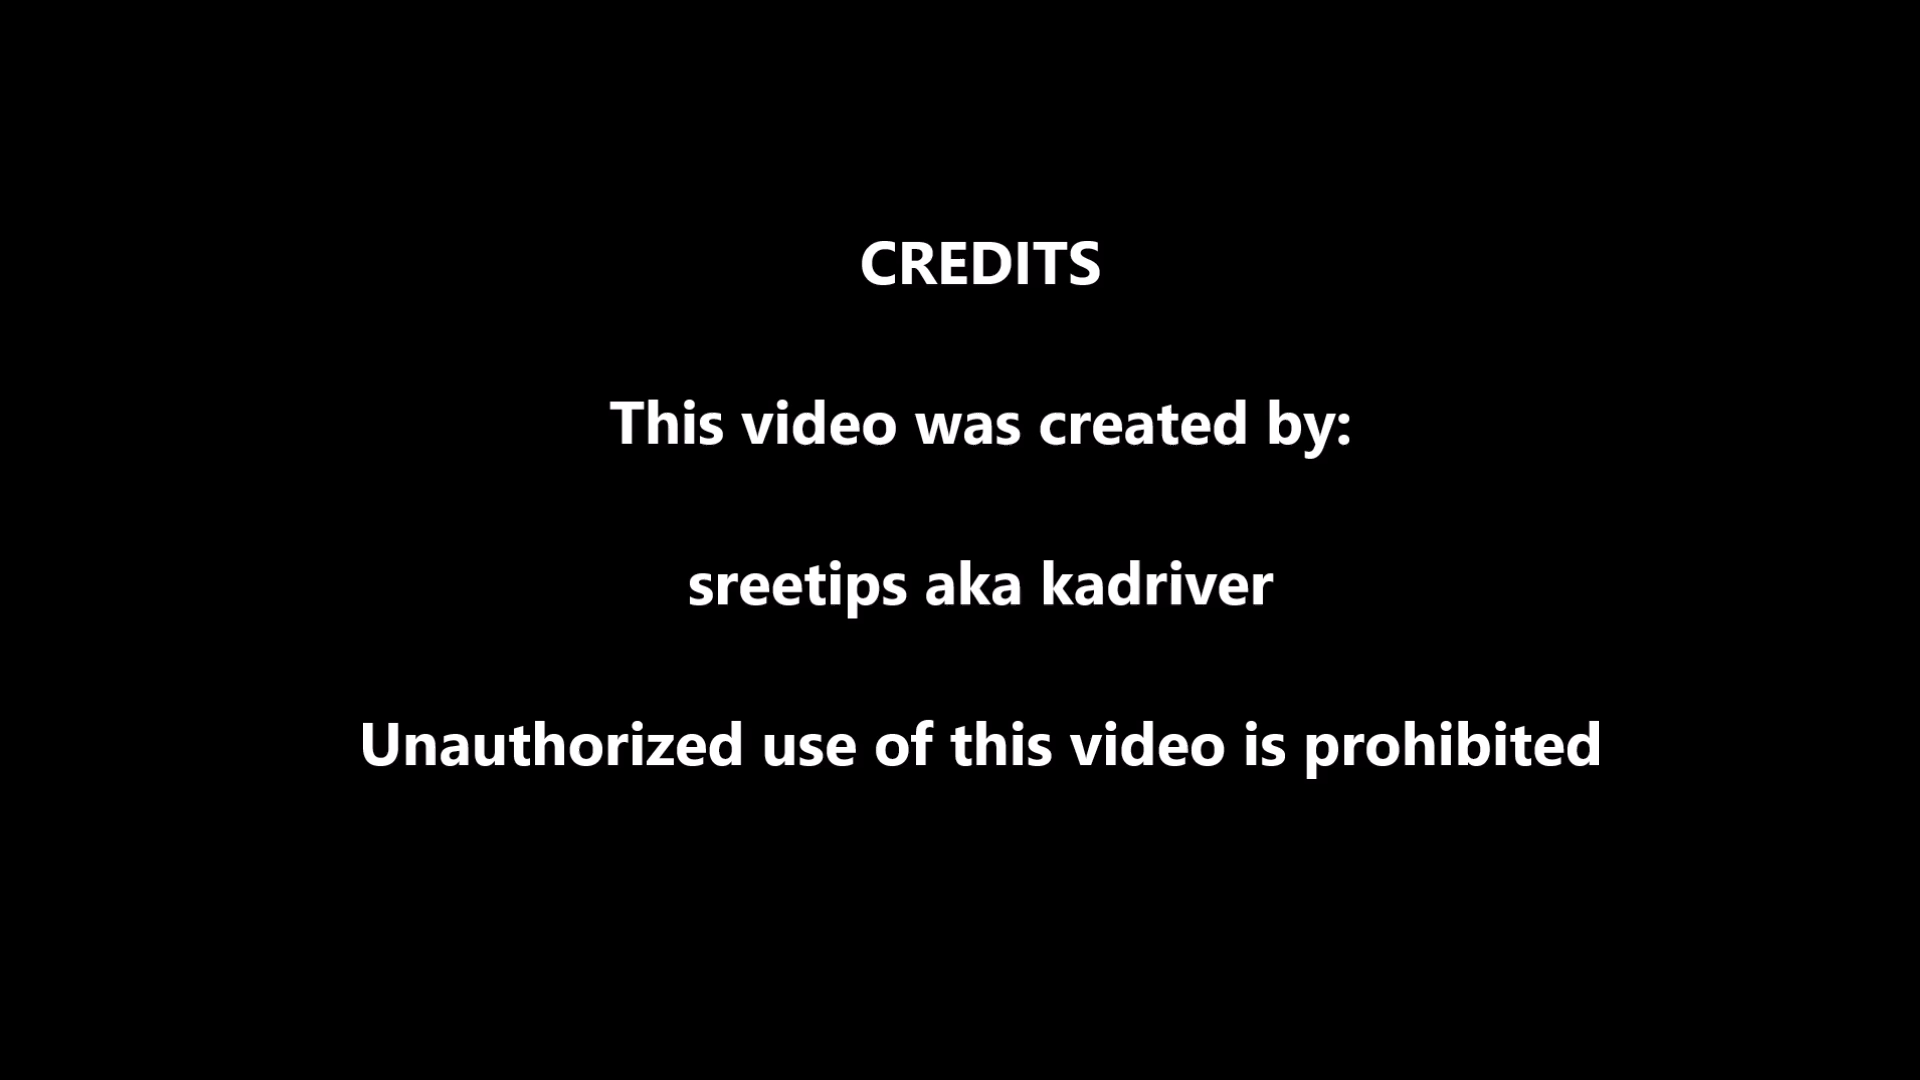 CREDITS
This video was created by:
sreetips aka kadriver
Unauthorized use of this video is prohibited